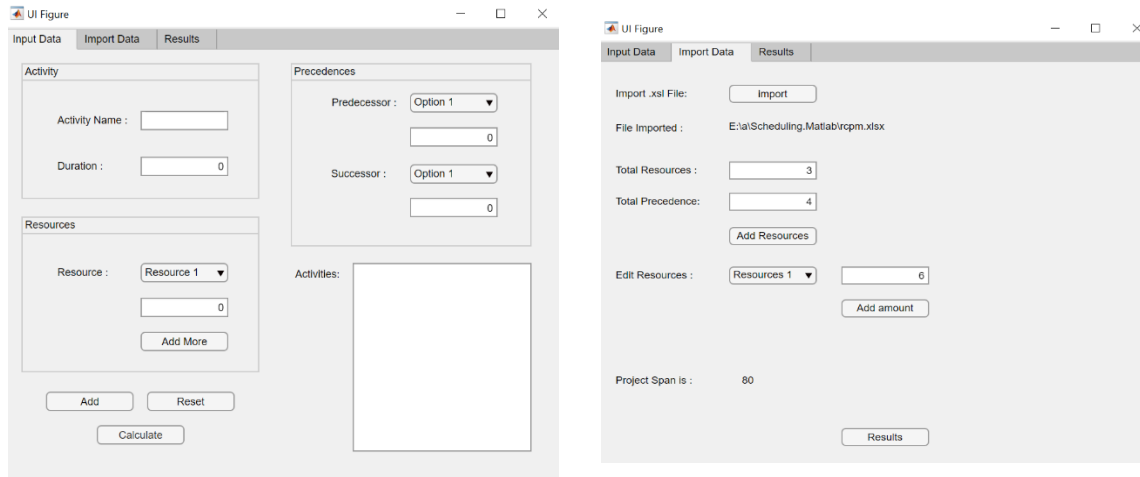 UI Figure
Input Data Import Data Results
Activity
Activity Name :
Duration : 0
Resources
Resource : Resource 1
0
Add More
Add Reset
Calculate
Precedences
Predecessor : Option 1
0
Successor : Option 1
0
Activities:
UI Figure
Input Data Import Data Results
Import .xsl File: import
File Imported : E:\a\Scheduling.Matlab\rcpm.xlsx
Total Resources : 3
Total Precedence: 4
Add Resources
Edit Resources : Resources 1 6
Add amount
Project Span is : 80
Results